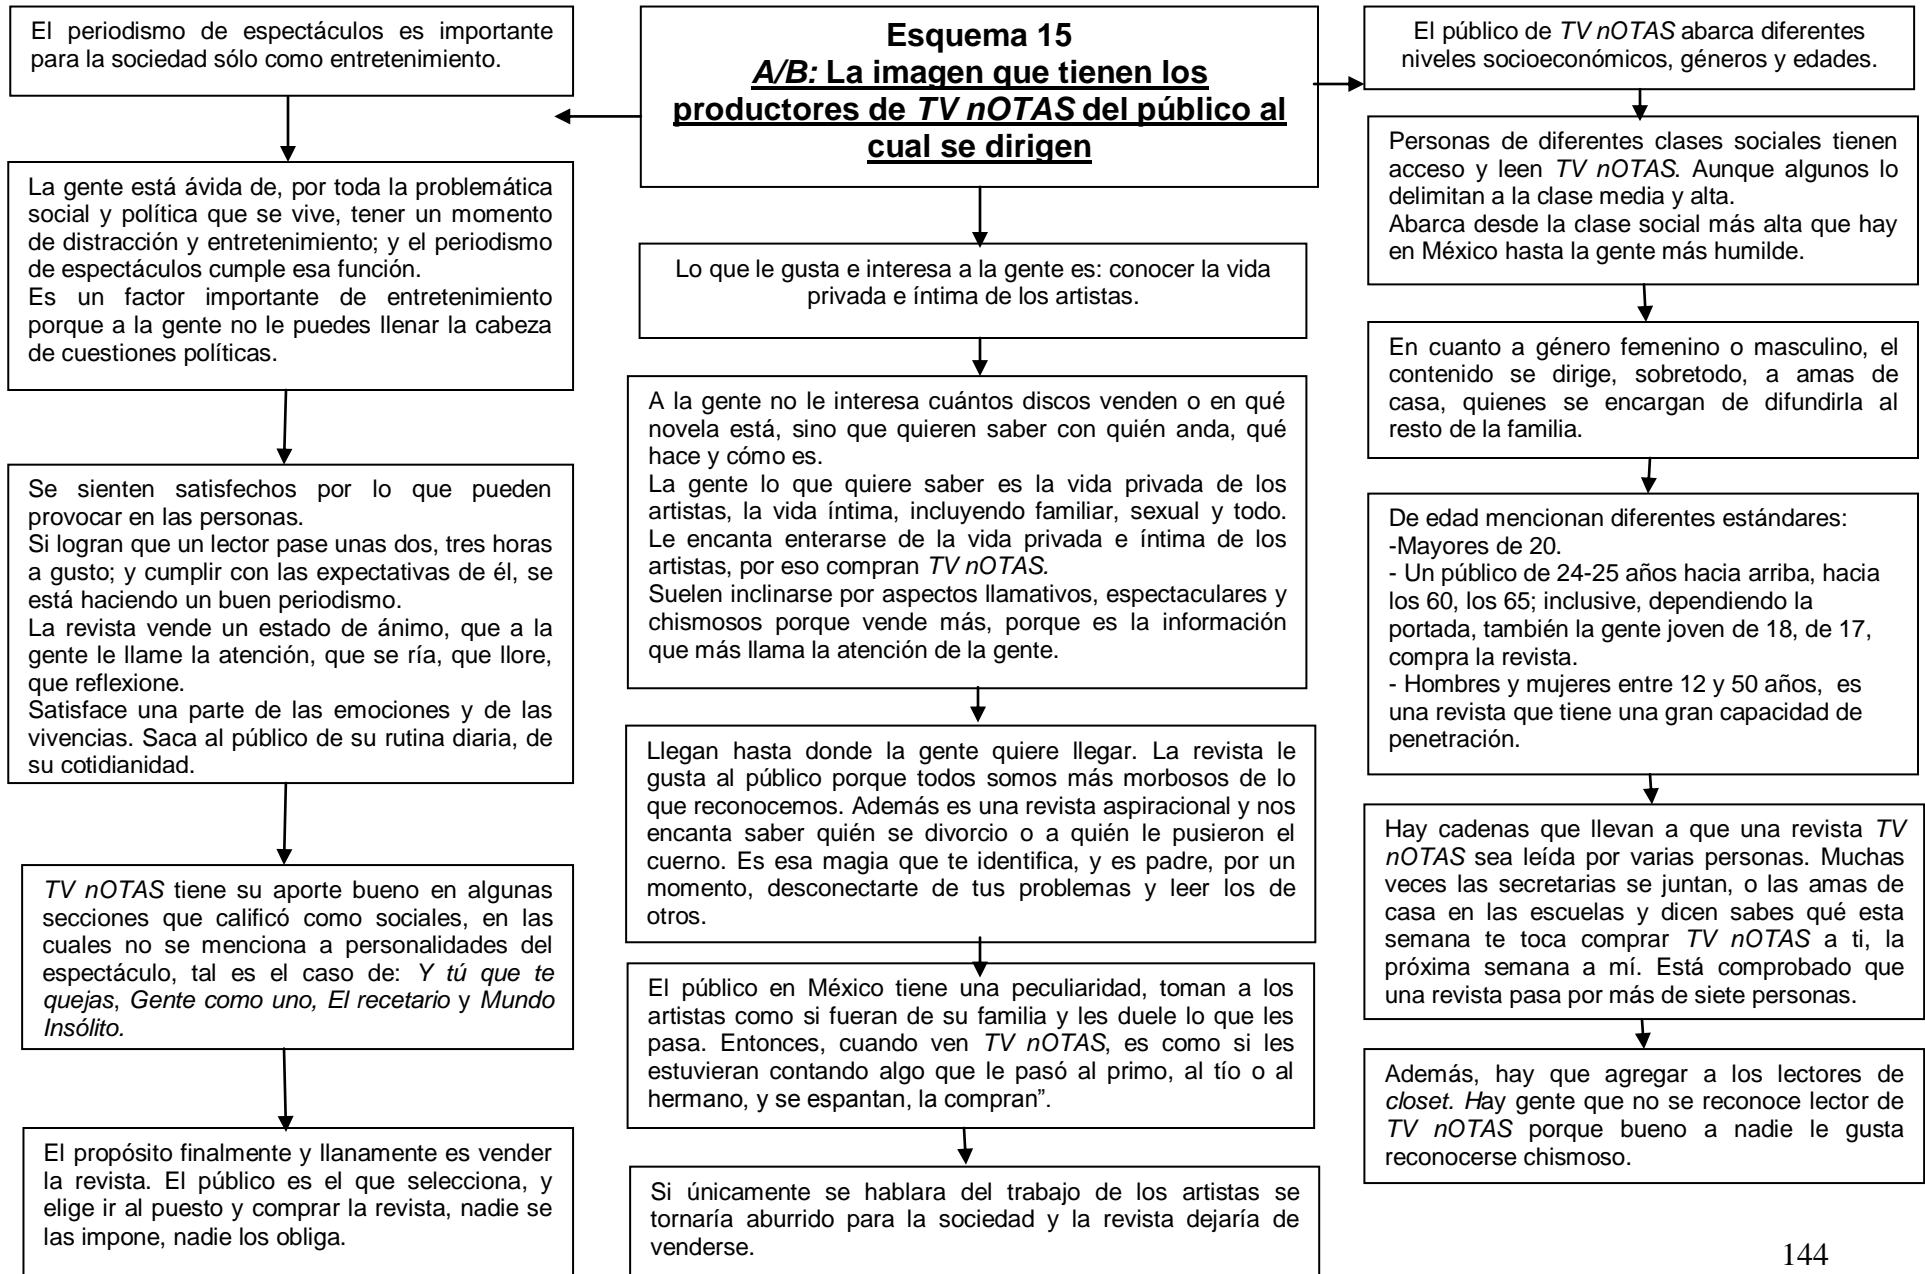 Esquema 15
A/B: La imagen que tienen los
productores de TV nOTAS del público al
cual se dirigen
El periodismo de espectáculos es importante
para la sociedad sólo como entretenimiento.
La gente está ávida de, por toda la problemática
social y política que se vive, tener un momento
de distracción y entretenimiento; y el periodismo
de espectáculos cumple esa función.
Es un factor importante de entretenimiento
porque a la gente no le puedes llenar la cabeza
de cuestiones políticas.
Se sienten satisfechos por lo que pueden
provocar en las personas.
Si logran que un lector pase unas dos, tres horas
a gusto; y cumplir con las expectativas de él, se
está haciendo un buen periodismo.
La revista vende un estado de ánimo, que a la
gente le llame la atención, que se ría, que llore,
que reflexione.
Satisface una parte de las emociones y de las
vivencias. Saca al público de su rutina diaria, de
su cotidianidad.
TV nOTAS tiene su aporte bueno en algunas
secciones que calificó como sociales, en las
cuales no se menciona a personalidades del
espectáculo, tal es el caso de: Y tú que te
quejas, Gente como uno, El recetario y Mundo
Insólito.
El propósito finalmente y llanamente es vender
la revista. El público es el que selecciona, y
elige ir al puesto y comprar la revista, nadie se
las impone, nadie los obliga.
Lo que le gusta e interesa a la gente es: conocer la vida
privada e íntima de los artistas.
A la gente no le interesa cuántos discos venden o en qué
novela está, sino que quieren saber con quién anda, qué
hace y cómo es.
La gente lo que quiere saber es la vida privada de los
artistas, la vida íntima, incluyendo familiar, sexual y todo.
Le encanta enterarse de la vida privada e íntima de los
artistas, por eso compran TV nOTAS.
Suelen inclinarse por aspectos llamativos, espectaculares y
chismosos porque vende más, porque es la información
que más llama la atención de la gente.
Llegan hasta donde la gente quiere llegar. La revista le
gusta al público porque todos somos más morbosos de lo
que reconocemos. Además es una revista aspiracional y nos
encanta saber quién se divorcio o a quién le pusieron el
cuerno. Es esa magia que te identifica, y es padre, por un
momento, desconectarte de tus problemas y leer los de
otros.
El público en México tiene una peculiaridad, toman a los
artistas como si fueran de su familia y les duele lo que les
pasa. Entonces, cuando ven TV nOTAS, es como si les
estuvieran contando algo que le pasó al primo, al tío o al
hermano, y se espantan, la compran”.
Si únicamente se hablara del trabajo de los artistas se
tornaría aburrido para la sociedad y la revista dejaría de
venderse.
El público de TV nOTAS abarca diferentes
niveles socioeconómicos, géneros y edades.
Personas de diferentes clases sociales tienen
acceso y leen TV nOTAS. Aunque algunos lo
delimitan a la clase media y alta.
Abarca desde la clase social más alta que hay
en México hasta la gente más humilde.
En cuanto a género femenino o masculino, el
contenido se dirige, sobretodo, a amas de
casa, quienes se encargan de difundirla al
resto de la familia.
De edad mencionan diferentes estándares:
-Mayores de 20.
- Un público de 24-25 años hacia arriba, hacia
los 60, los 65; inclusive, dependiendo la
portada, también la gente joven de 18, de 17,
compra la revista.
- Hombres y mujeres entre 12 y 50 años, es
una revista que tiene una gran capacidad de
penetración.
Hay cadenas que llevan a que una revista TV
nOTAS sea leída por varias personas. Muchas
veces las secretarias se juntan, o las amas de
casa en las escuelas y dicen sabes qué esta
semana te toca comprar TV nOTAS a ti, la
próxima semana a mí. Está comprobado que
una revista pasa por más de siete personas.
Además, hay que agregar a los lectores de
closet. Hay gente que no se reconoce lector de
TV nOTAS porque bueno a nadie le gusta
reconocerse chismoso.
144